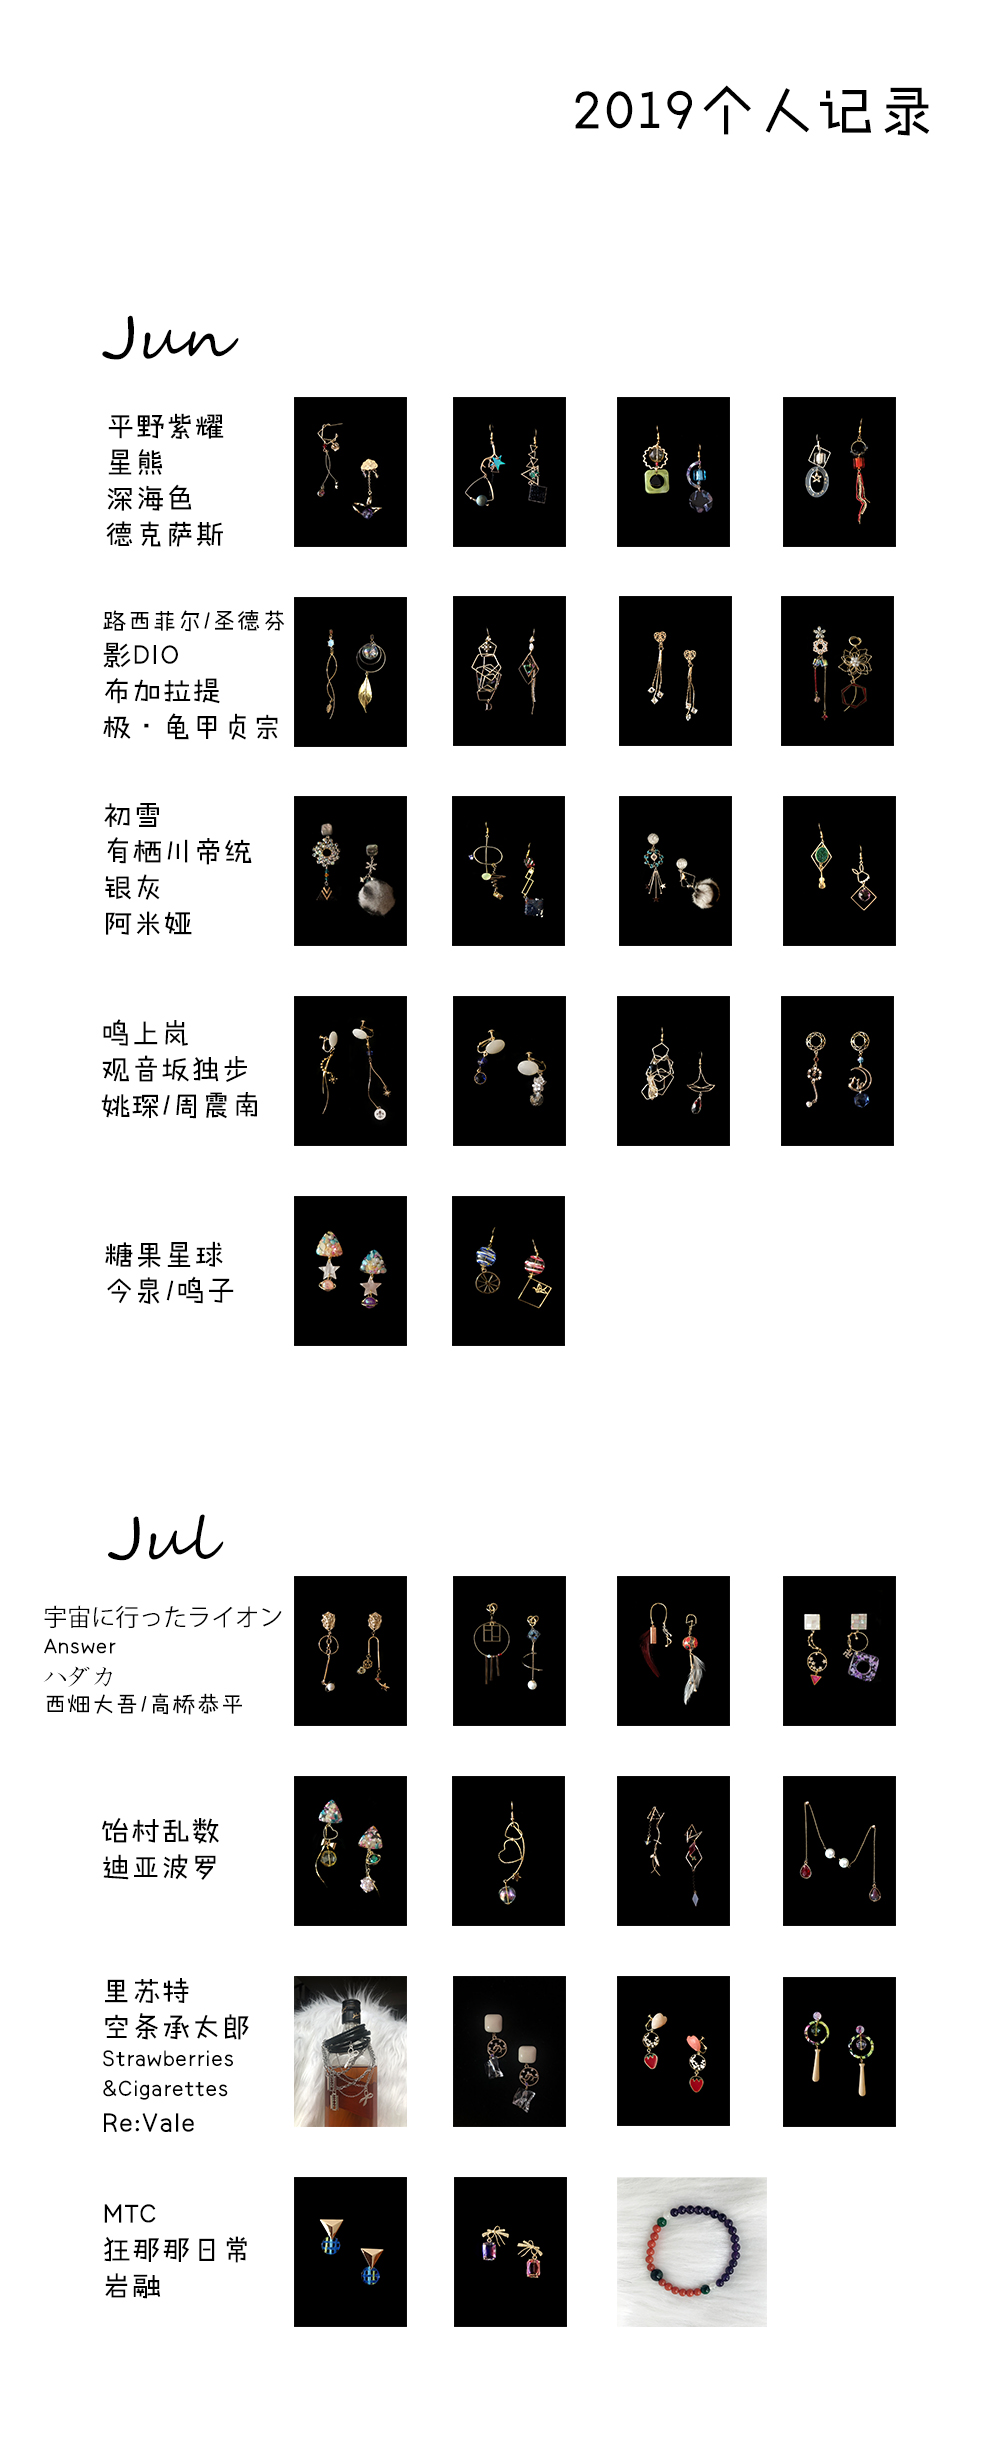 2019个人记录
Jun
平野紫耀
星熊
深海色
德克萨斯
路西菲尔/圣德芬
影DIO
布加拉提
极·龟甲贞宗
初雪
有栖川帝统
银灰
阿米娅
鸣上岚
观音坂独步
姚琛/周震南
糖果星球
今泉/鸣子
Jul
宇宙に行ったライオン
Answer
ハダカ
西畑大吾/高桥恭平
饴村乱数
迪亚波罗
里苏特
空条承太郎
Strawberries
&Cigarettes
Re:Vale
MTC
狂那那日常
岩融